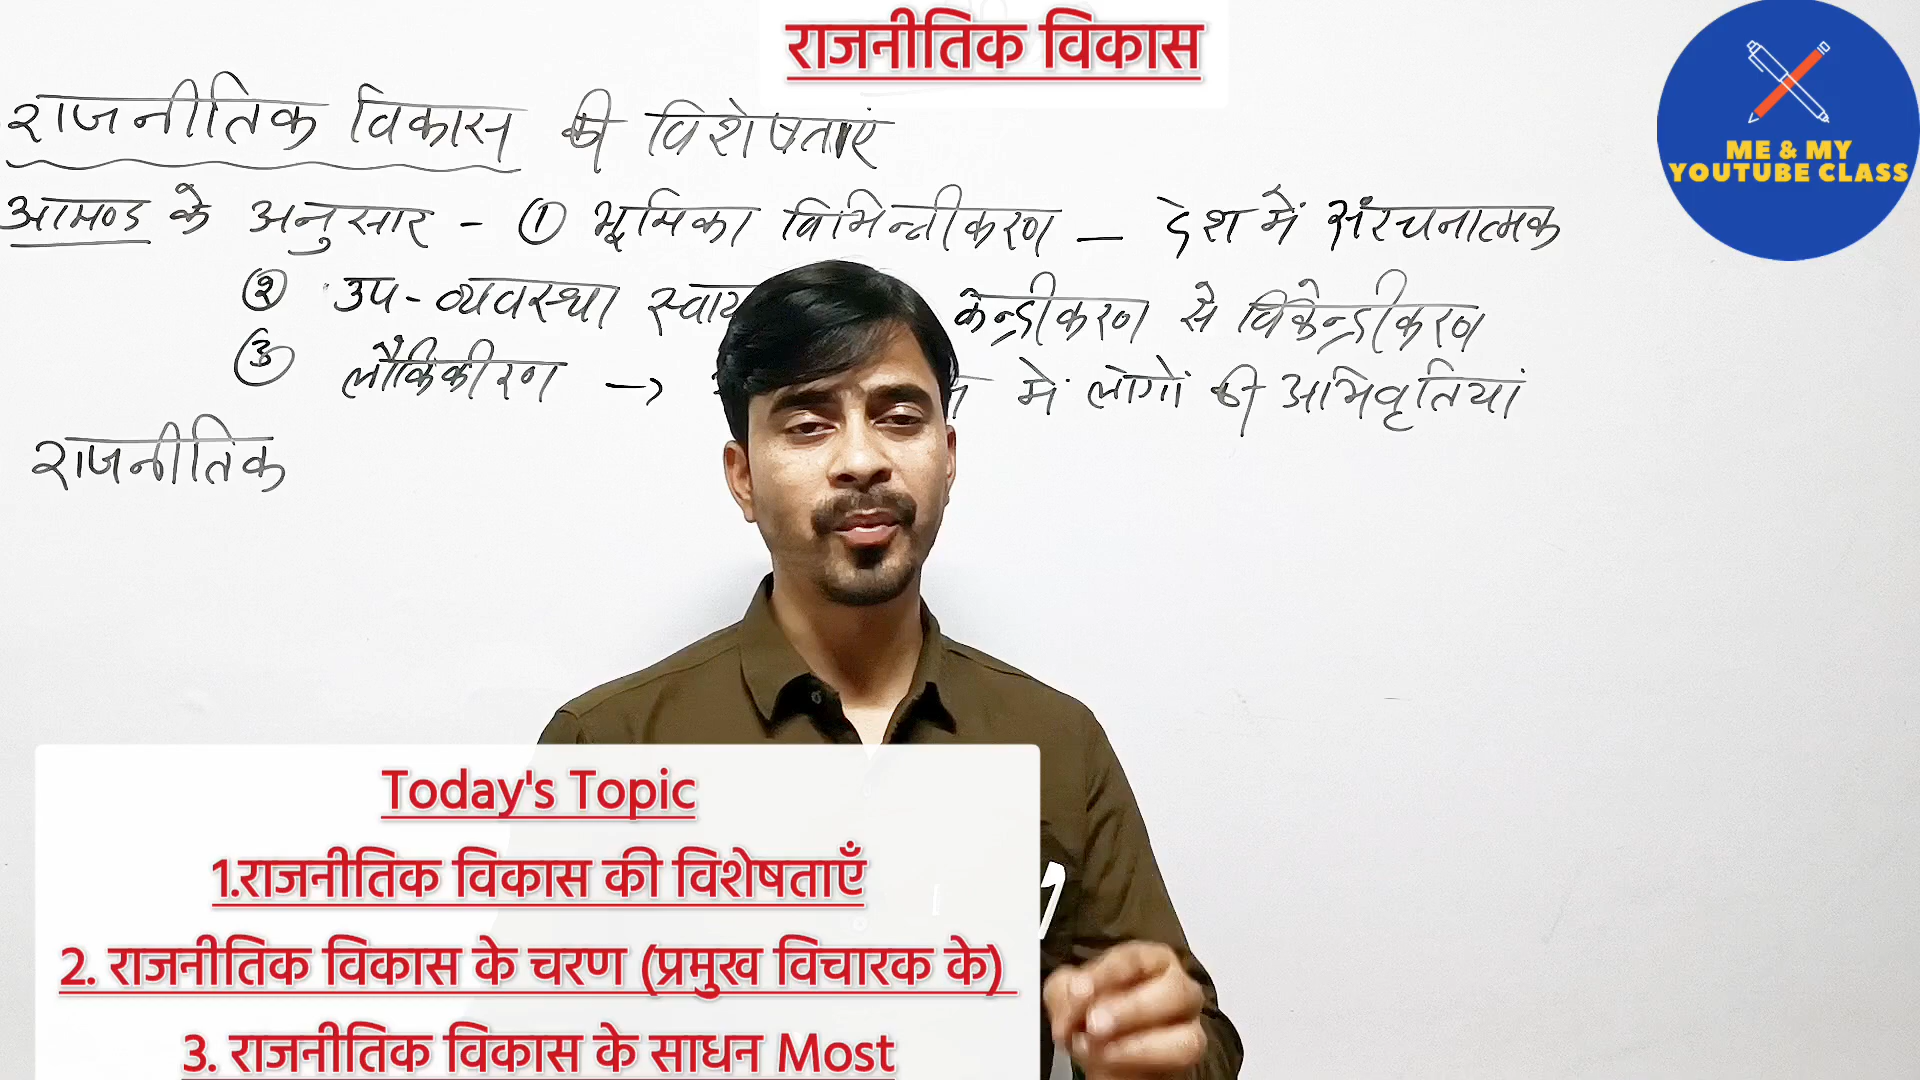 राजनीतिक विकास
राजनीतिक विकास की विशेषताएं
आमण्ड के अनुसार - ① भूमिका विभिन्नीकरण — देश में संरचनात्मक
② उप-व्यवस्था केन्द्रीकरण से विकेन्द्रीकरण
③ लौकिकीरण → में लोगों की अभिवृतियां
राजनीतिक
ME & MY
YOUTUBE CLASS
Today's Topic
1.राजनीतिक विकास की विशेषताएँ
2. राजनीतिक विकास के चरण (प्रमुख विचारक के)
3. राजनीतिक विकास के साधन Most